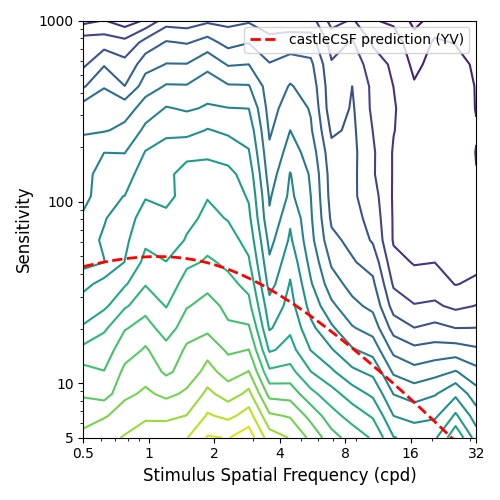 1000
castleCSF prediction (YV)
Sensitivity
100
10
5
0.5 1 2 4 8 16 32
Stimulus Spatial Frequency (cpd)